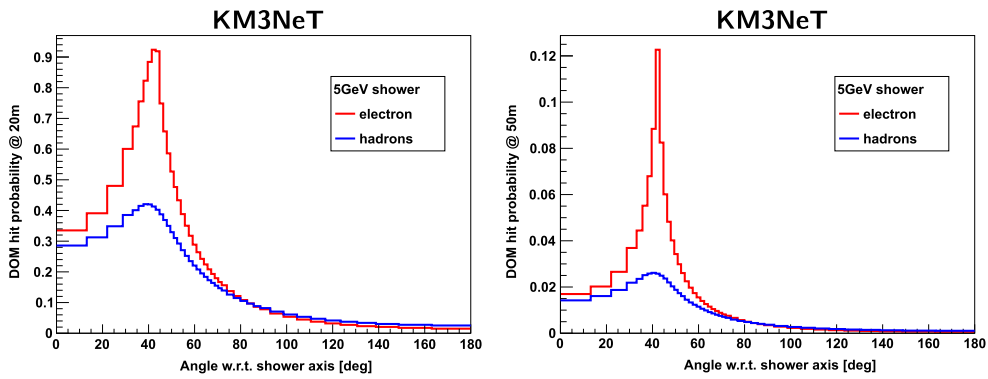 KM3NeT
DOM hit probability @ 20m
0.9
0.8
0.7
0.6
0.5
0.4
0.3
0.2
0.1
0
5GeV shower
electron
hadrons
0 20 40 60 80 100 120 140 160 180
Angle w.r.t. shower axis [deg]
KM3NeT
DOM hit probability @ 50m
0.12
0.1
0.08
0.06
0.04
0.02
0
5GeV shower
electron
hadrons
0 20 40 60 80 100 120 140 160 180
Angle w.r.t. shower axis [deg]